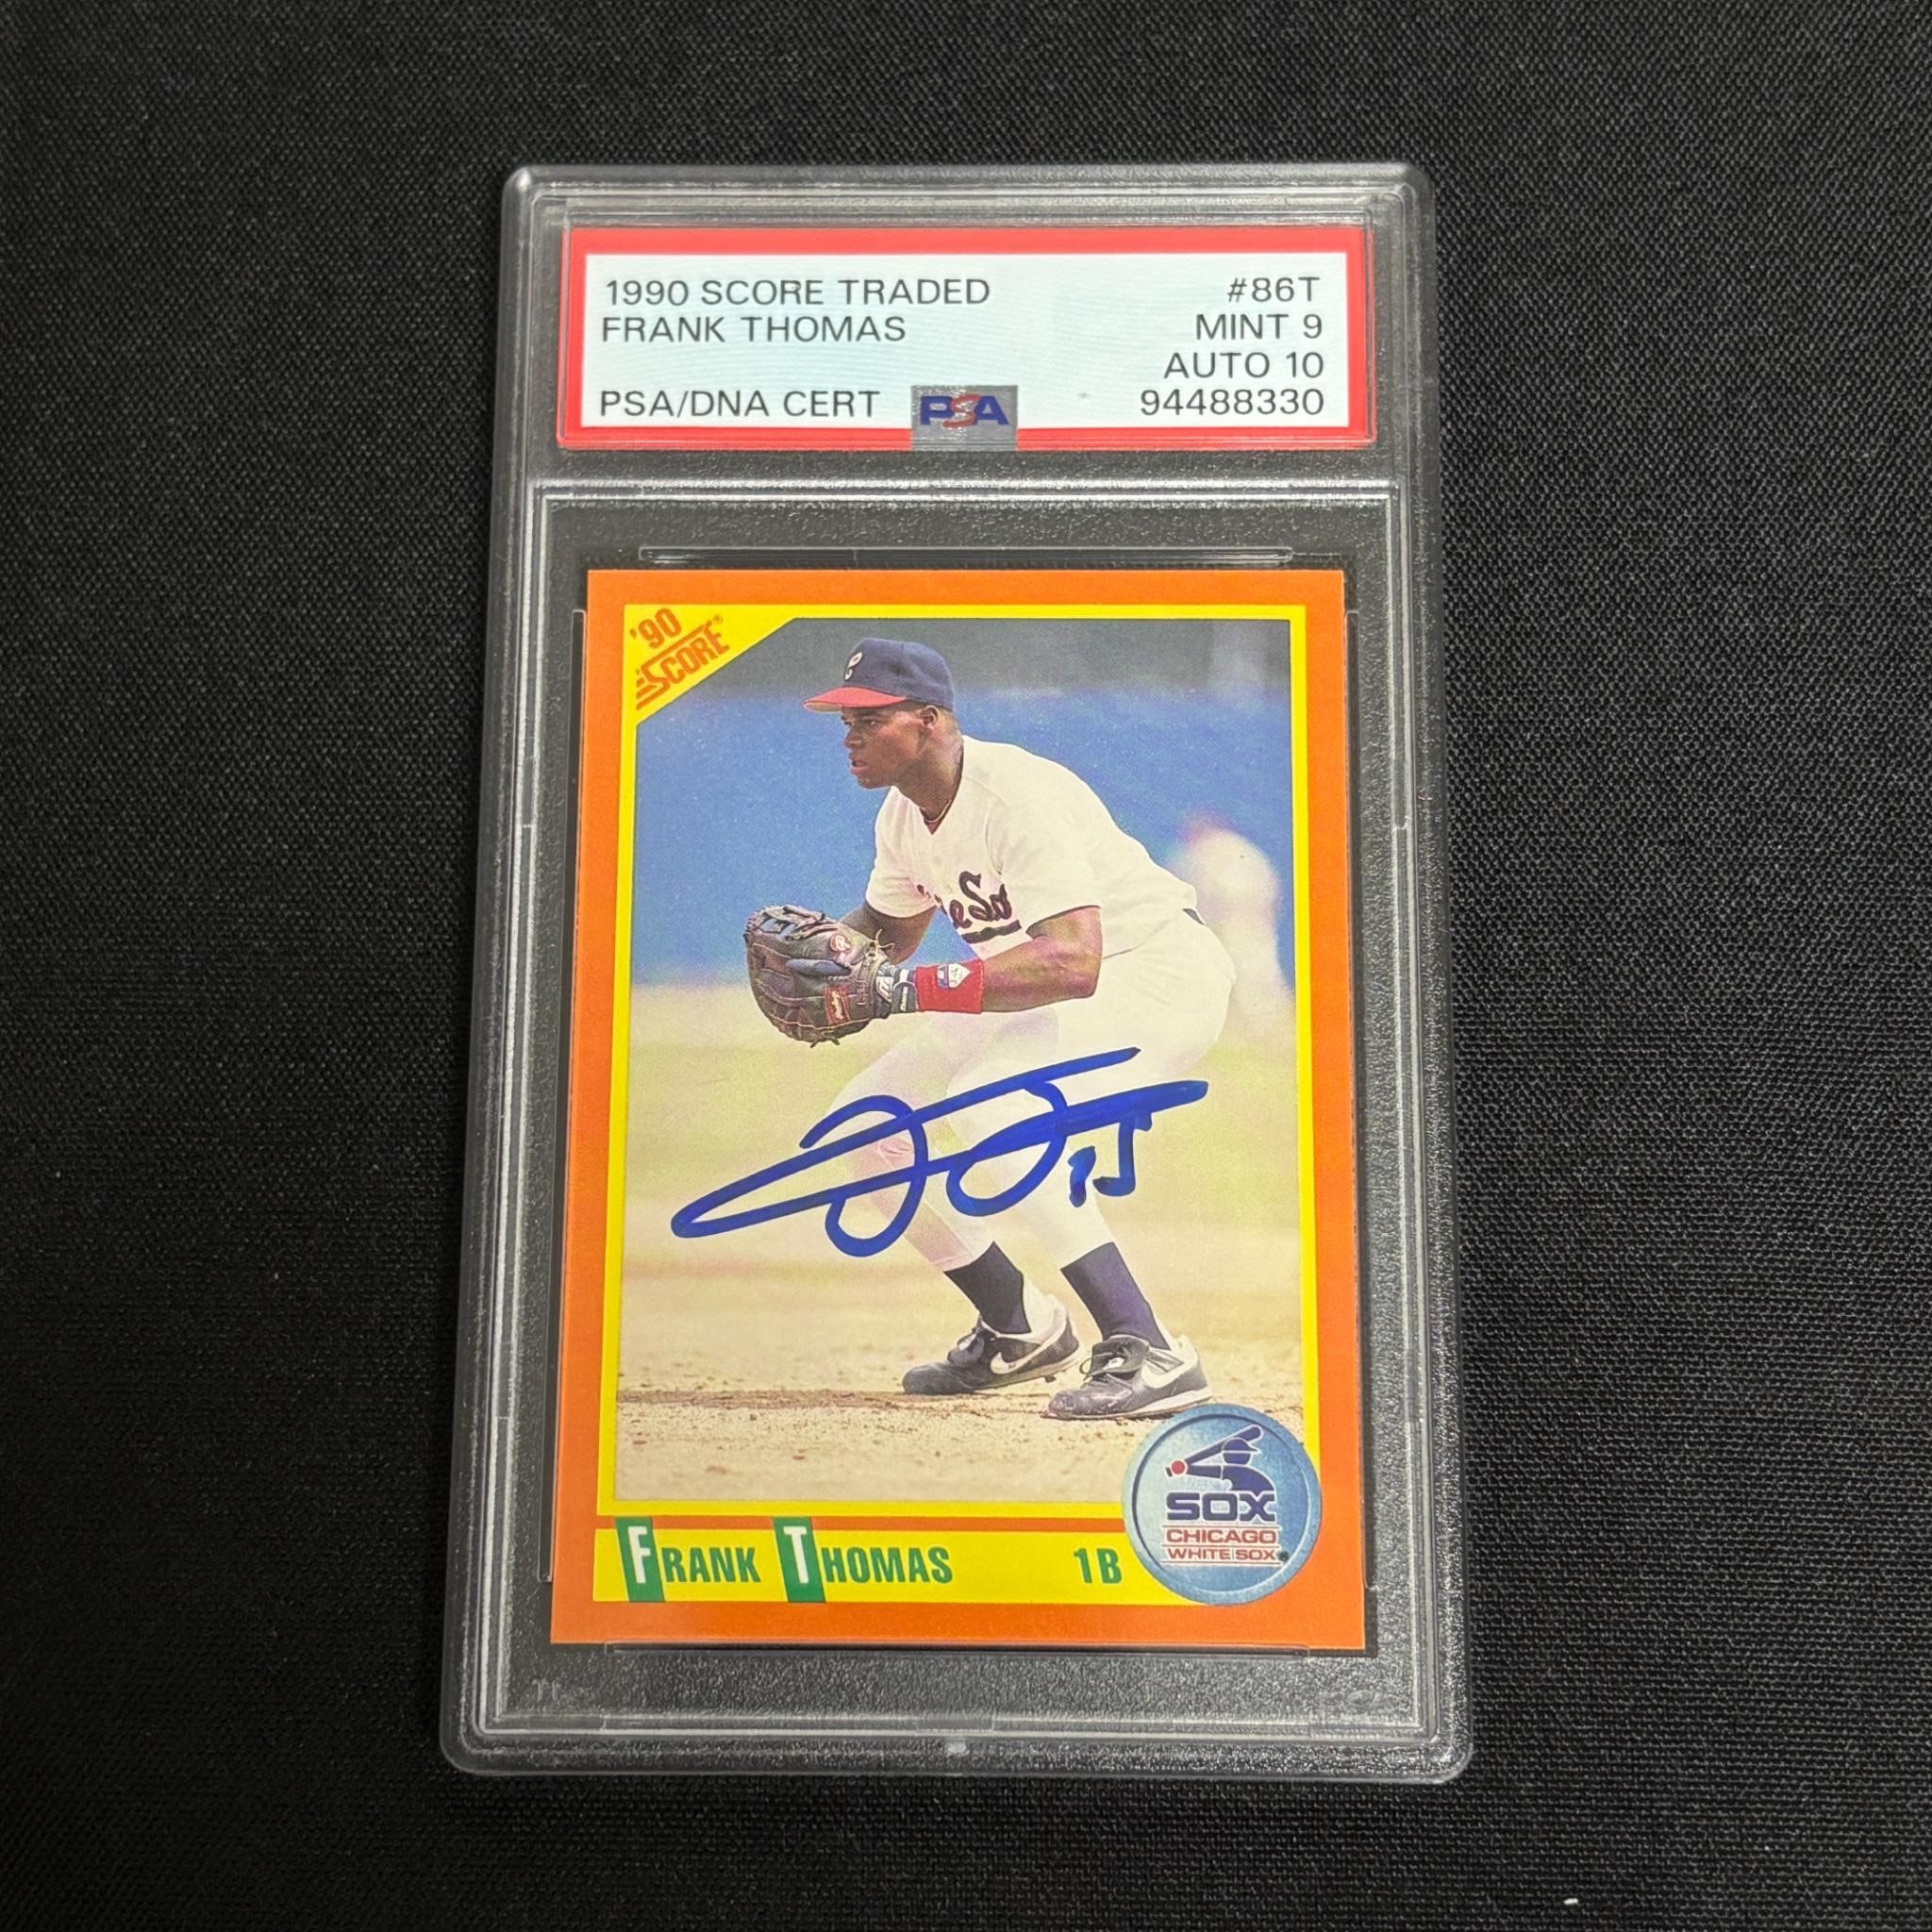 1990 SCORE TRADED #86T
FRANK THOMAS MINT 9
AUTO 10
PSA/DNA CERT PSA 94488330
'90
SCORE®
SOX
CHICAGO
WHITE SOX®
FRANK THOMAS 1B